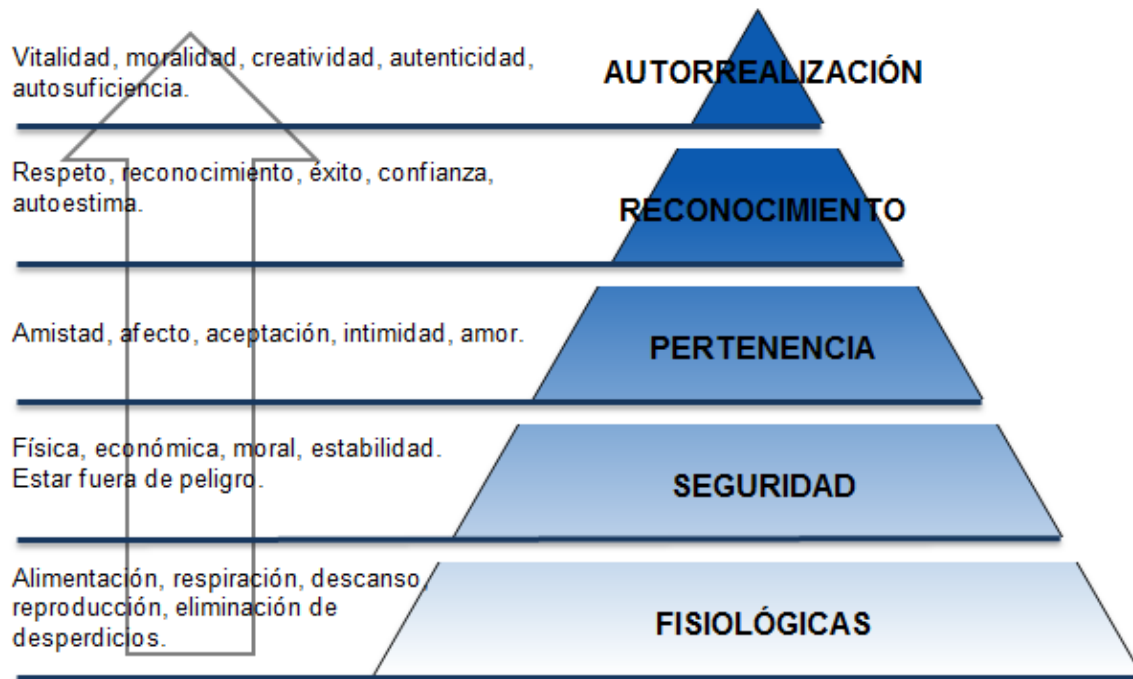 Vitalidad, moralidad, creatividad, autenticidad,
autosuficiencia.
AUTORREALIZACIÓN
Respeto, reconocimiento, éxito, confianza,
autoestima.
RECONOCIMIENTO
Amistad, afecto, aceptación, intimidad, amor.
PERTENENCIA
Física, económica, moral, estabilidad.
Estar fuera de peligro.
SEGURIDAD
Alimentación, respiración, descanso,
reproducción, eliminación de
desperdicios.
FISIOLÓGICAS